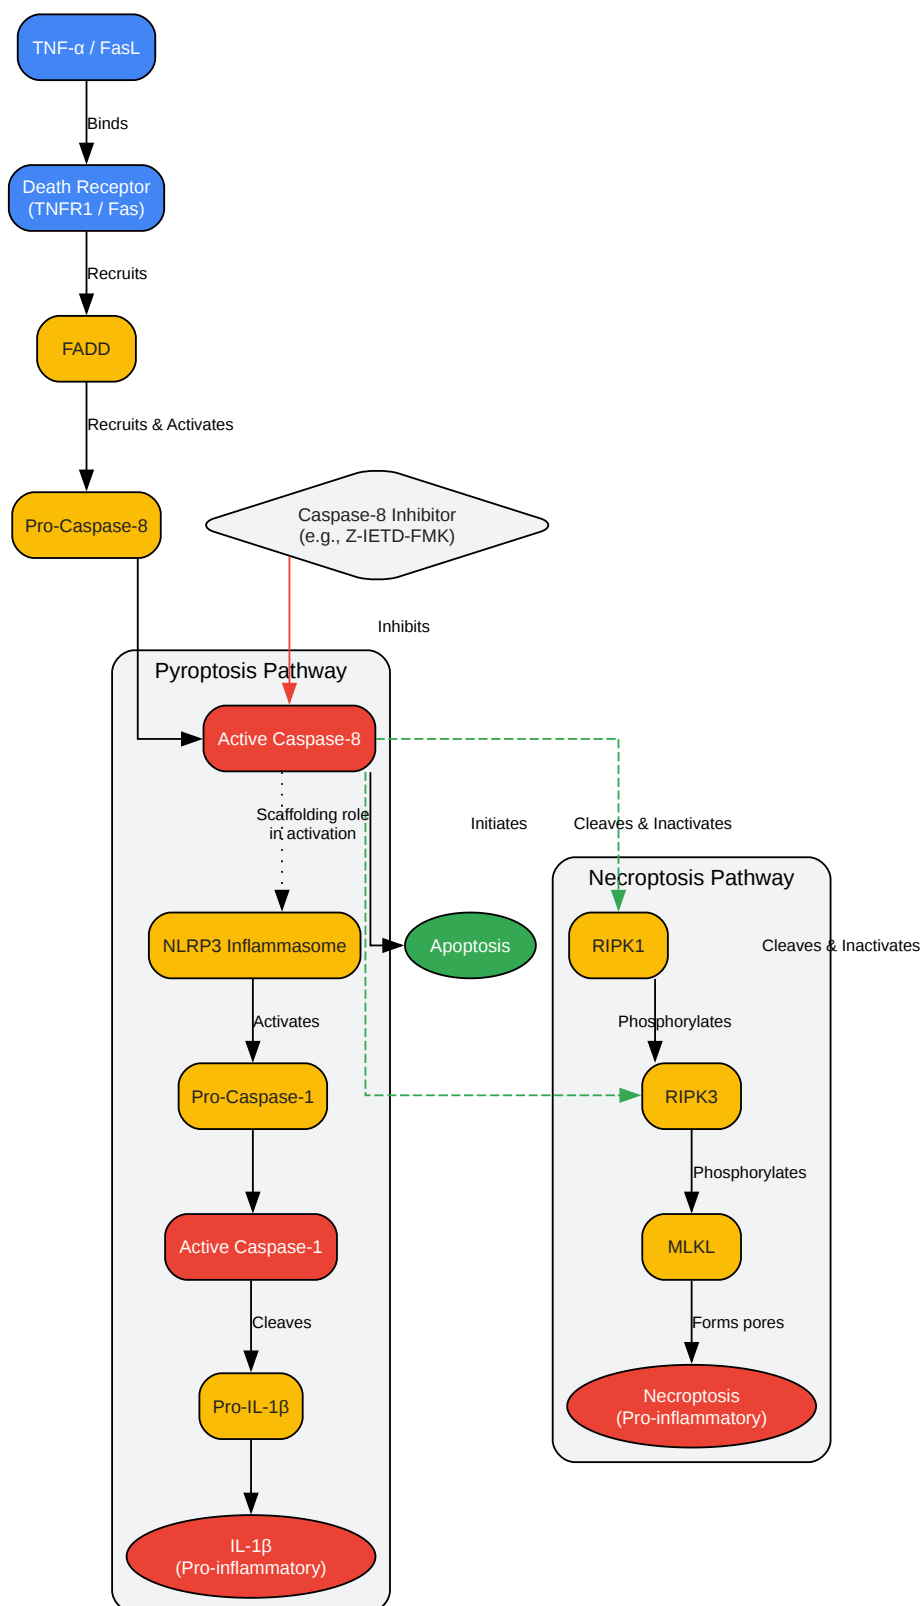 TNF-α / FasL
Binds
Death Receptor
(TNFR1 / Fas)
Recruits
FADD
Recruits & Activates
Pro-Caspase-8
Caspase-8 Inhibitor
(e.g., Z-IETD-FMK)
Inhibits
Pyroptosis Pathway
Active Caspase-8
Scaffolding role
in activation
Initiates
Cleaves & Inactivates
Necroptosis Pathway
NLRP3 Inflammasome
Apoptosis
RIPK1
Cleaves & Inactivates
Activates
Phosphorylates
Pro-Caspase-1
RIPK3
Phosphorylates
Active Caspase-1
MLKL
Cleaves
Forms pores
Pro-IL-1β
Necroptosis
(Pro-inflammatory)
IL-1β
(Pro-inflammatory)